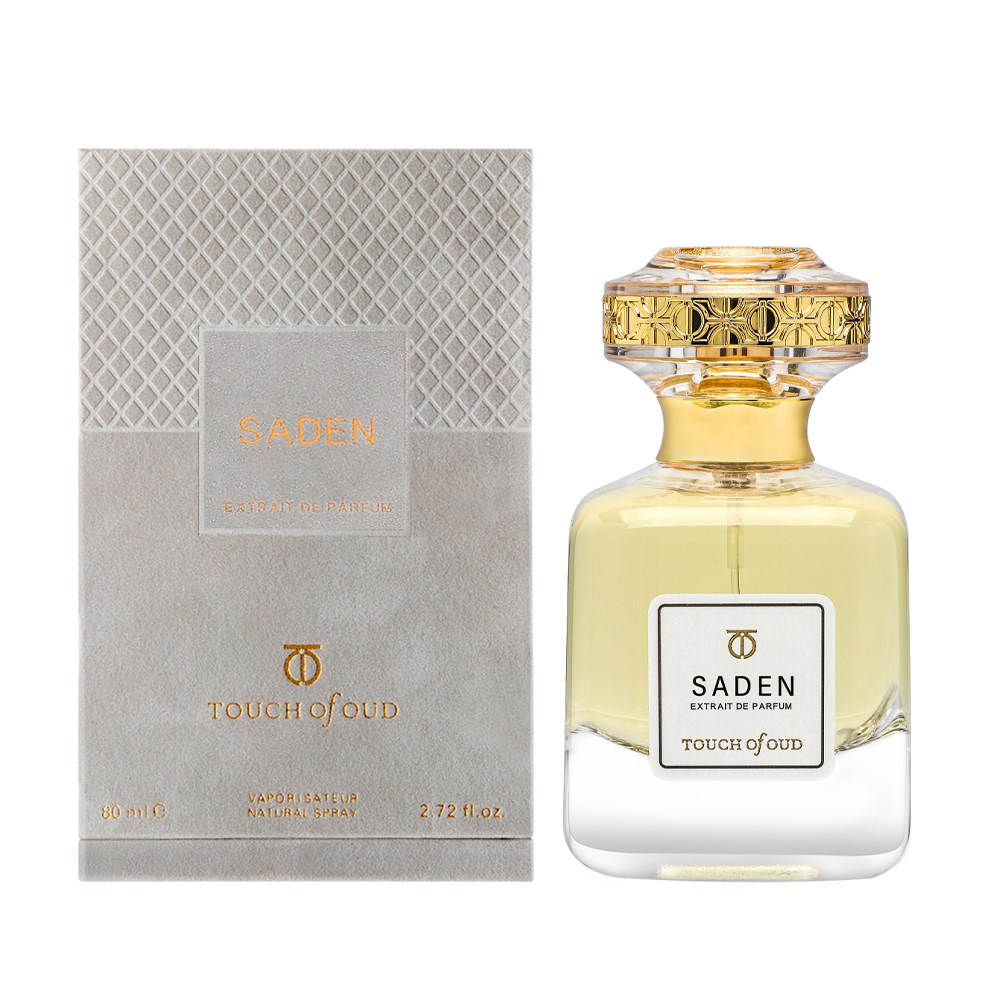 SADEN
EXTRAIT DE PARFUM
TOUCH of OUD
80 ml ℮
VAPORISATEUR
NATURAL SPRAY
2.72 fl.oz.
SADEN
EXTRAIT DE PARFUM
TOUCH of OUD